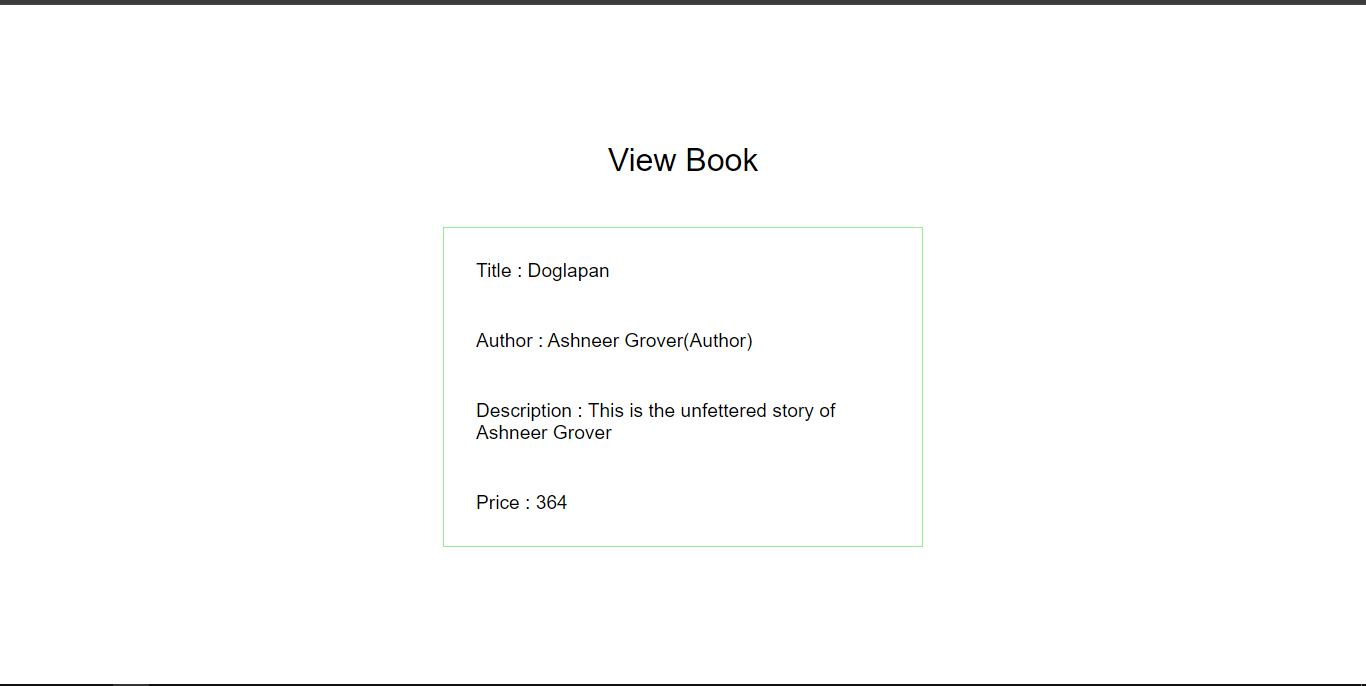 View Book
Title : Doglapan
Author : Ashneer Grover(Author)
Description : This is the unfettered story of
Ashneer Grover
Price : 364